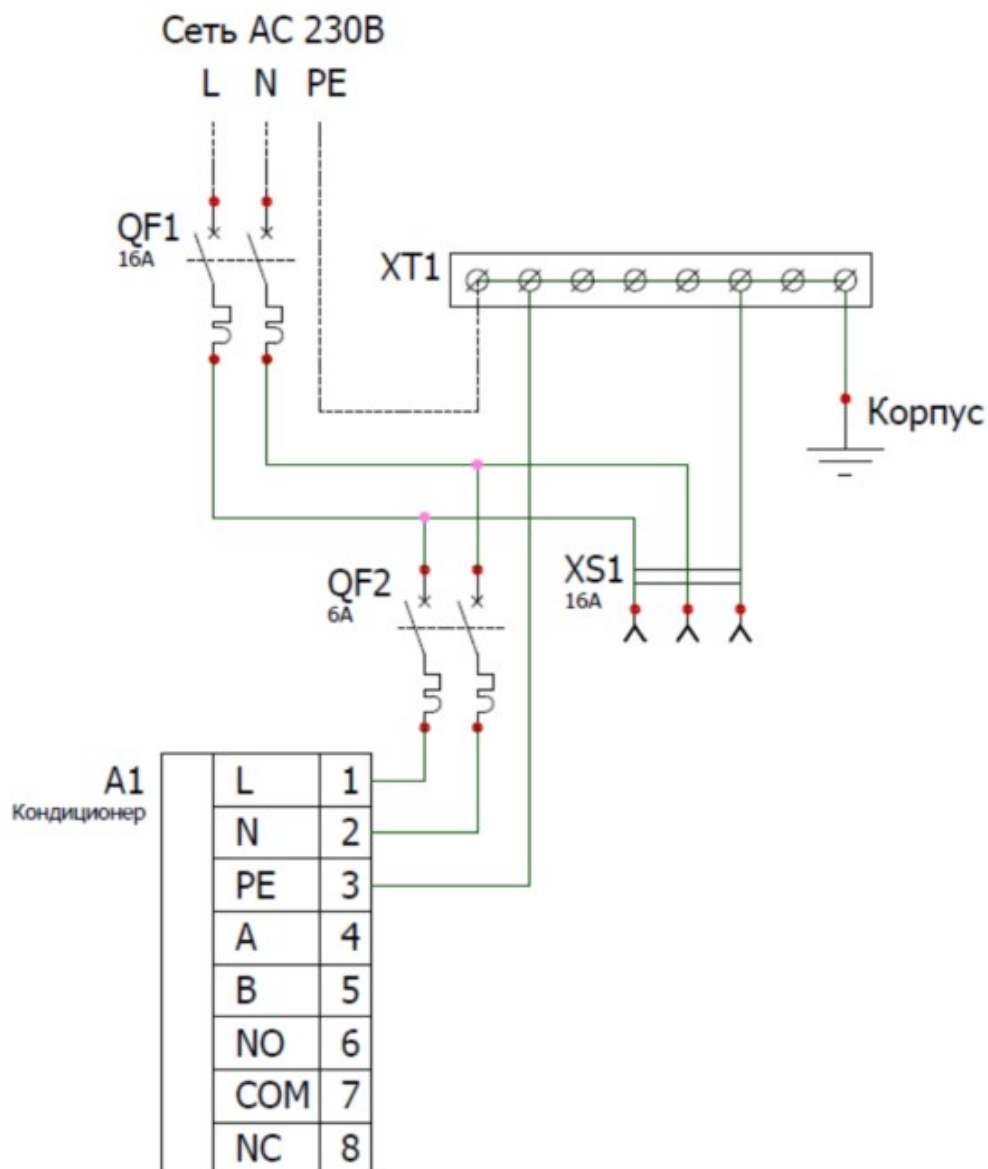 Сеть AC 230В
L N PE
QF1
16А
XT1
Корпус
QF2
6А
XS1
16А
A1
Кондиционер
L 1
N 2
PE 3
A 4
B 5
NO 6
COM 7
NC 8